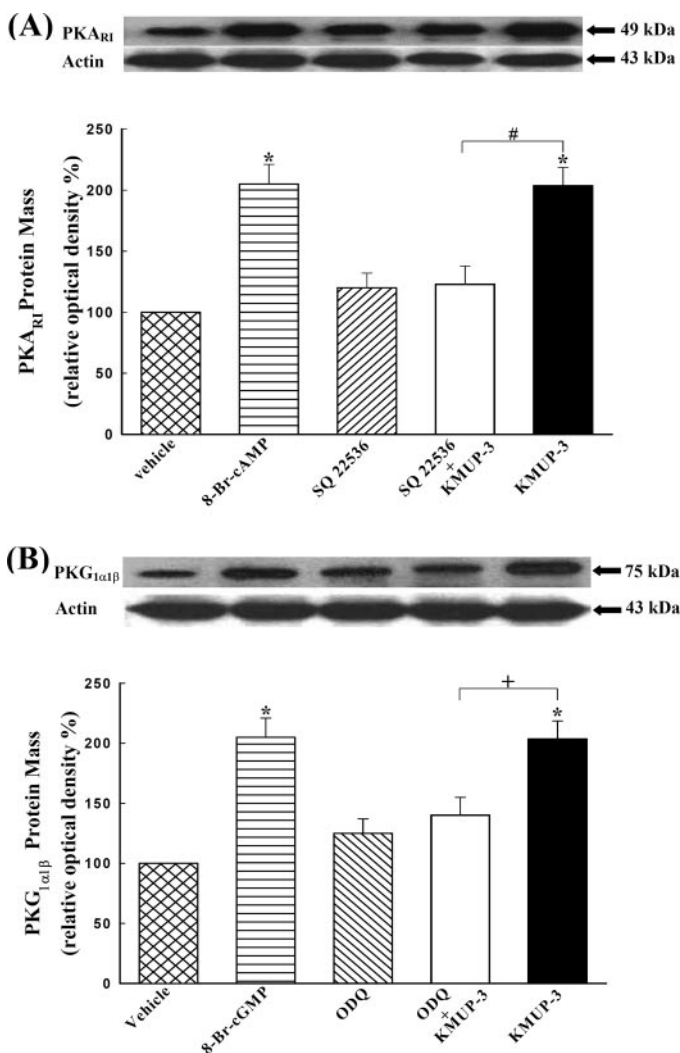 (A)
PKARI 49 kDa
Actin 43 kDa
PKARI Protein Mass
(relative optical density %)
250
200
150
100
50
0
#
*
*
vehicle
8-Br-cAMP
SQ 22536
SQ 22536
+
KMUP-3
KMUP-3
(B)
PKG1α1β 75 kDa
Actin 43 kDa
PKG1α1β Protein Mass
(relative optical density %)
250
200
150
100
50
0
+
*
*
Vehicle
8-Br-cGMP
ODQ
ODQ
+
KMUP-3
KMUP-3